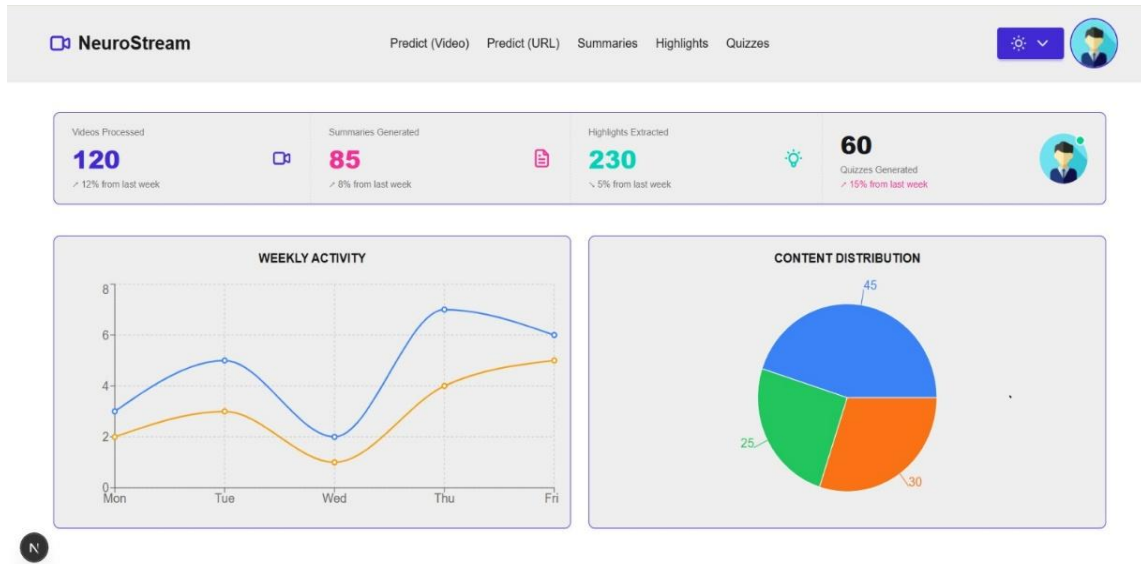 NeuroStream
Predict (Video) Predict (URL) Summaries Highlights Quizzes
Videos Processed
120
↗ 12% from last week
Summaries Generated
85
↗ 8% from last week
Highlights Extracted
230
↘ 5% from last week
60
Quizzes Generated
↗ 15% from last week
WEEKLY ACTIVITY
8
6
4
2
0
Mon Tue Wed Thu Fri
CONTENT DISTRIBUTION
45
25
30
N